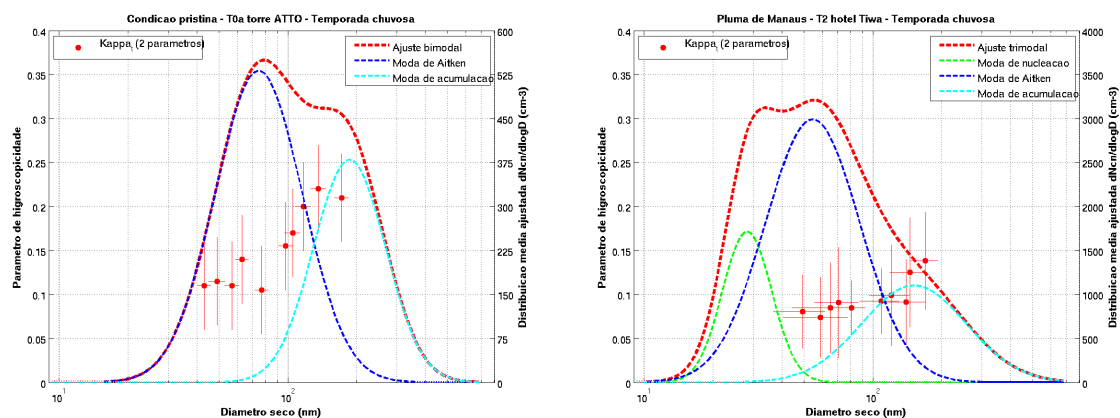 Condicao pristina - T0a torre ATTO - Temporada chuvosa
Kappa_t (2 parametros)
Ajuste bimodal
Moda de Aitken
Moda de acumulacao
Parametro de higroscopicidade
0.4
0.35
0.3
0.25
0.2
0.15
0.1
0.05
0
600
525
450
375
300
225
150
75
0
Distribuicao media ajustada dNcn/dlogD (cm-3)
10^1
10^2
Diametro seco (nm)
Pluma de Manaus - T2 hotel Tiwa - Temporada chuvosa
Kappa_t (2 parametros)
Ajuste trimodal
Moda de nucleacao
Moda de Aitken
Moda de acumulacao
Parametro de higroscopicidade
0.4
0.35
0.3
0.25
0.2
0.15
0.1
0.05
0
4000
3500
3000
2500
2000
1500
1000
500
0
Distribuicao media ajustada dNcn/dlogD (cm-3)
10^1
10^2
Diametro seco (nm)